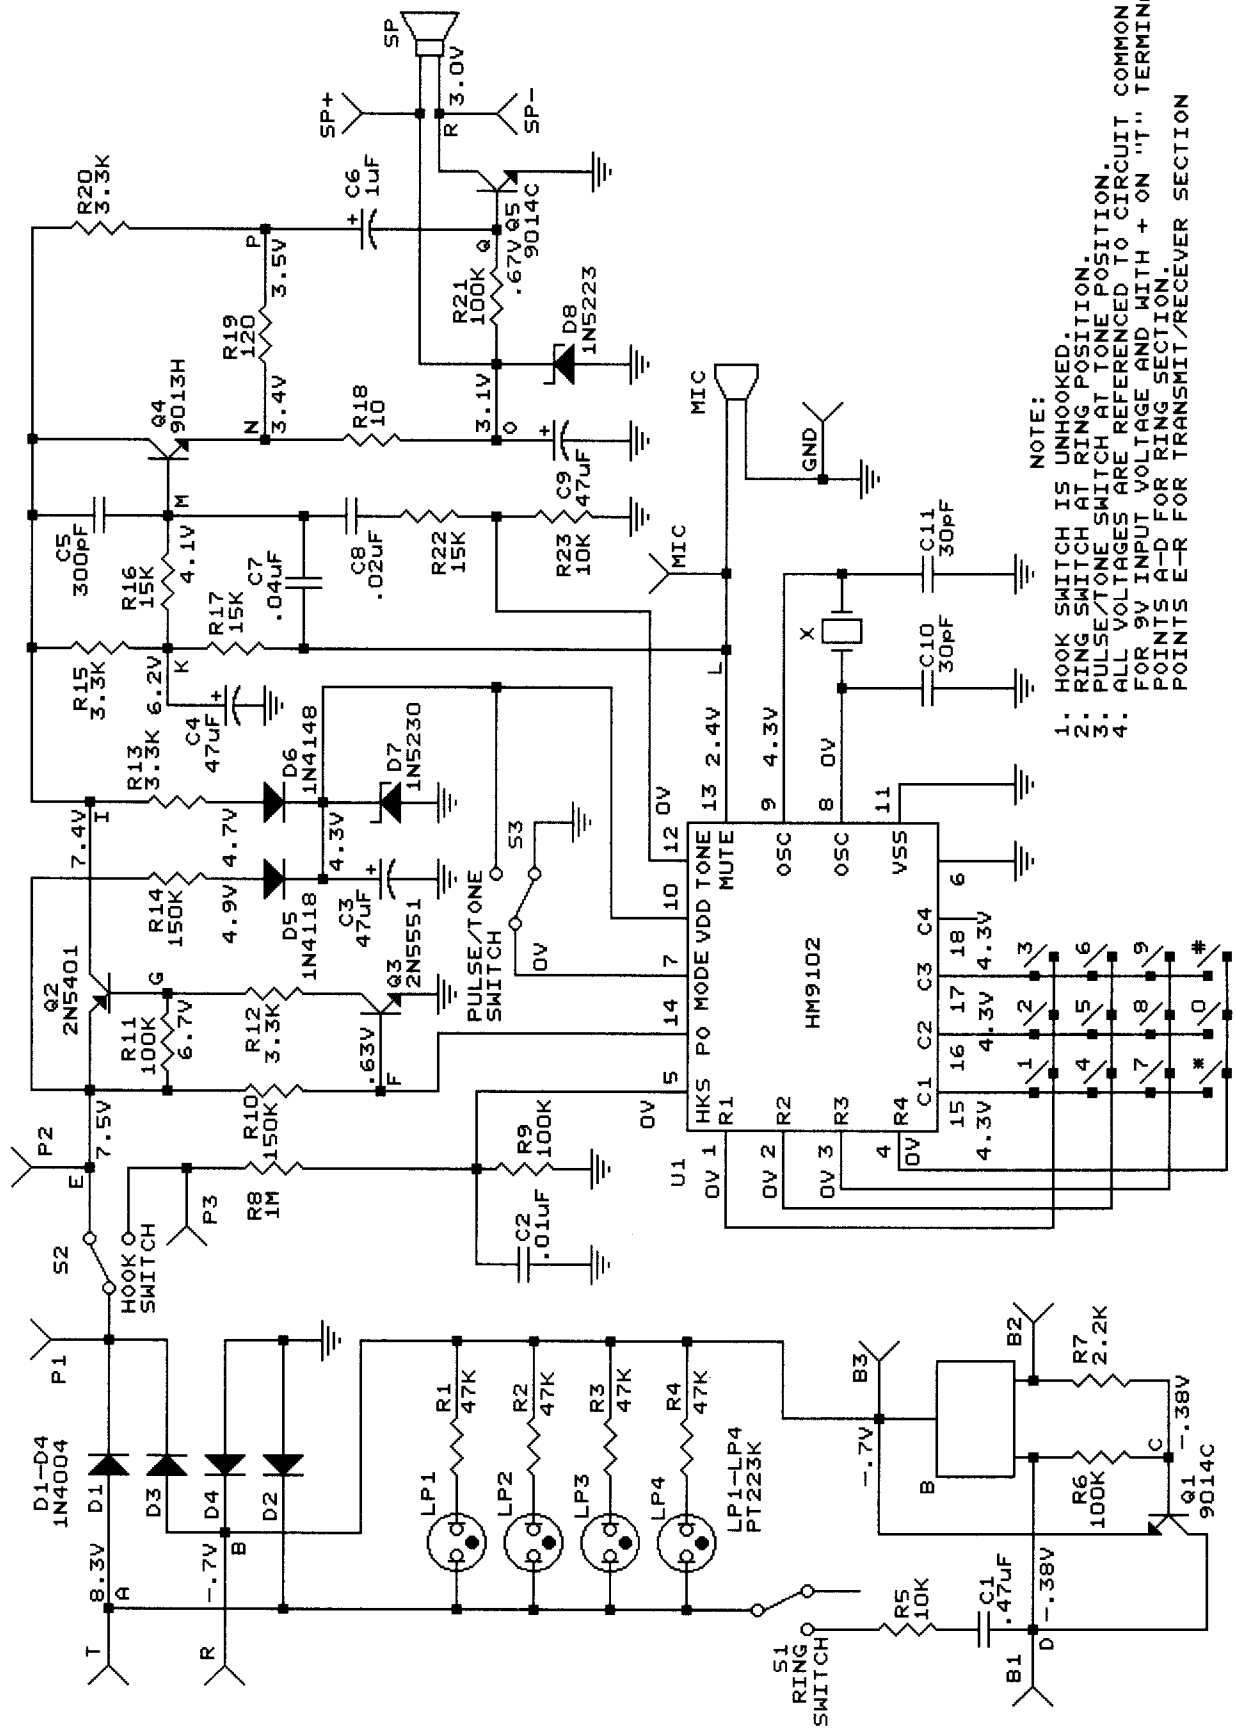 T
A
8.3V
D1-D4
1N4004
D1
P1
D3
R
-.7V
B
D4
D2
S2
HOOK
SWITCH
P2
E
7.5V
P3
Q2
2N5401
R11
100K
G
6.7V
R10
150K
R12
3.3K
.63V
F
Q3
2N5551
R14
150K
4.9V
D5
1N4118
C3
47uF
7.4V
I
R13
3.3K
4.7V
D6
1N4148
4.3V
D7
1N5230
R15
3.3K
6.2V
K
C4
47uF
R16
15K
R17
15K
C5
300pF
4.1V
M
C7
.04uF
C8
.02uF
R22
15K
R23
10K
Q4
9013H
N
3.4V
R18
10
3.1V
O
C9
47uF
R19
120
P
3.5V
R20
3.3K
C6
1uF
R21
100K
Q
.67V
Q5
9014C
D8
1N5223
SP+
SP
R
3.0V
SP-
R8
1M
C2
.01uF
R9
100K
LP1
R1
47K
LP2
R2
47K
LP3
R3
47K
LP4
R4
47K
LP1-LP4
PT223K
S1
RING
SWITCH
R5
10K
C1
.47uF
B1
D
-.38V
-.7V
B3
B
B2
R6
100K
R7
2.2K
C
-.38V
Q1
9014C
PULSE/TONE
SWITCH
S3
0V
U1
0V
5
14
7
10
12
0V
HKS
PO
MODE
VDD
TONE
R1
R2
R3
R4
HM9102
MUTE
OSC
OSC
VSS
C1
C2
C3
C4
0V 1
0V 2
0V 3
4
0V
13
2.4V
L
9
4.3V
8
0V
11
15
4.3V
16
4.3V
17
18
4.3V
6
MIC
MIC
GND
X
C10
30pF
C11
30pF
1
2
3
4
5
6
7
8
9
*
0
#
NOTE:
1. HOOK SWITCH IS UNHOOKED.
2. RING SWITCH AT RING POSITION.
3. PULSE/TONE SWITCH AT TONE POSITION.
4. ALL VOLTAGES ARE REFERENCED TO CIRCUIT COMMON
FOR 9V INPUT VOLTAGE AND WITH + ON "T" TERMIN
POINTS A-D FOR RING SECTION.
POINTS E-R FOR TRANSMIT/RECEVER SECTION